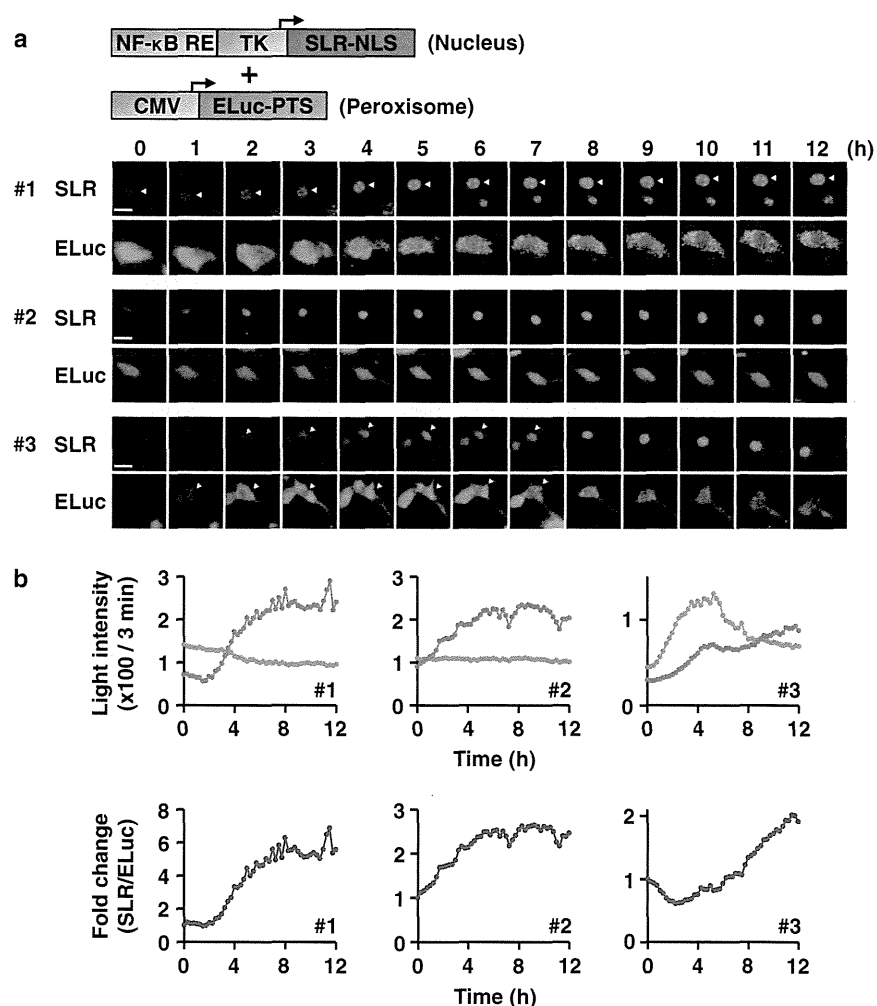 a
NF-κB RE TK SLR-NLS (Nucleus)
+
CMV ELuc-PTS (Peroxisome)
0 1 2 3 4 5 6 7 8 9 10 11 12 (h)
#1 SLR
ELuc
#2 SLR
ELuc
#3 SLR
ELuc
b
Light intensity
(x100 / 3 min)
3
2
1
0
0 4 8 12
#1
3
2
1
0
0 4 8 12
#2
1
0
0 4 8 12
#3
Time (h)
Fold change
(SLR/ELuc)
8
6
4
2
0
0 4 8 12
#1
3
2
1
0
0 4 8 12
#2
2
1
0
0 4 8 12
#3
Time (h)